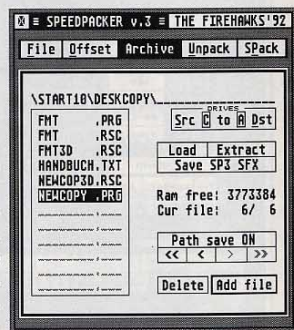 SPEEDPACKER v.3 THE FIREHAWKS'92
File Offset Archive Unpack SPack
\START10\DESKCOPY\
FMT .PRG
FMT .RSC
FMT3D .RSC
HANDBUCH.TXT
NEWCOP3D.RSC
NEWCOPY .PRG
DRIVES
Src C to A Dst
Load Extract
Save SP3 SFX
Ram free: 3773384
Cur file: 6/ 6
Path save ON
<< < > >>
Delete Add file